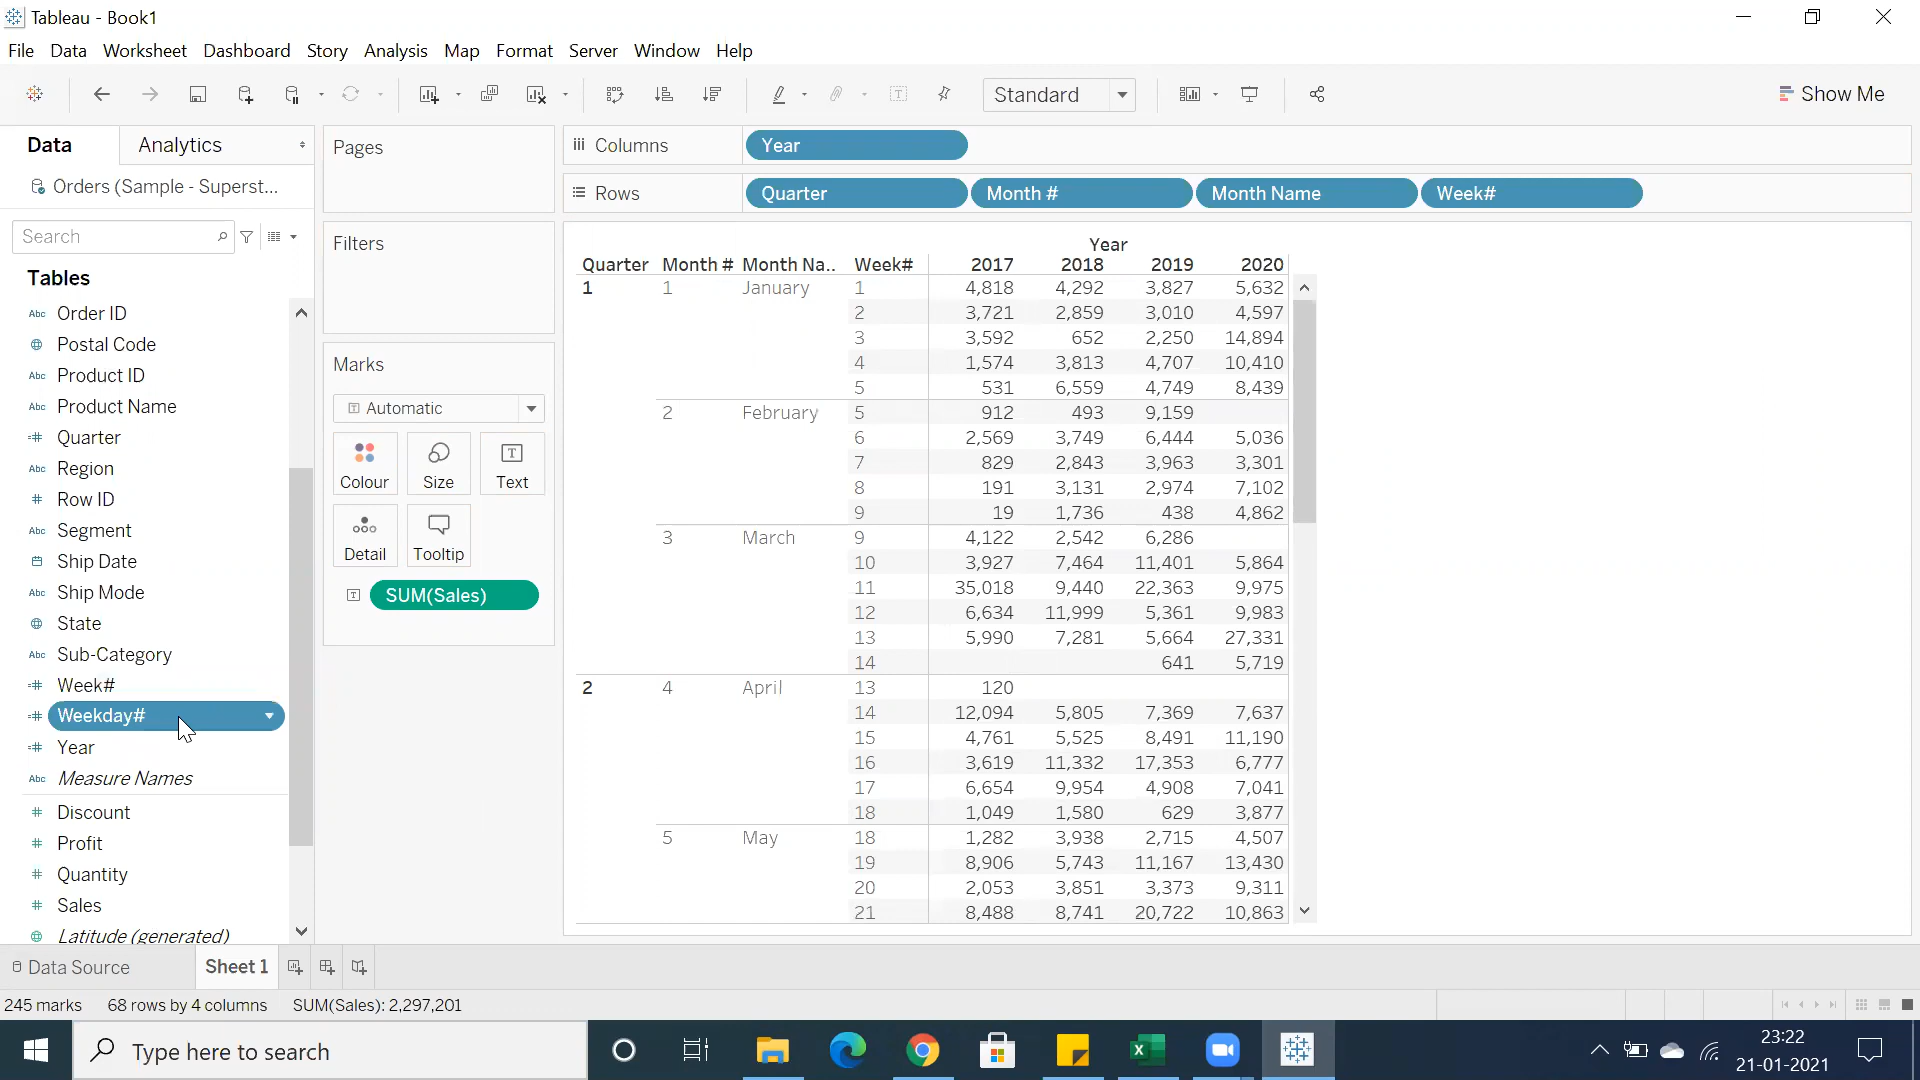 Tableau - Book1
File Data Worksheet Dashboard Story Analysis Map Format Server Window Help
Standard
Show Me
Data Analytics
Orders (Sample - Superst...
Search
Tables
Abc Order ID
Postal Code
Abc Product ID
Abc Product Name
Quarter
Abc Region
# Row ID
Abc Segment
Ship Date
Abc Ship Mode
State
Abc Sub-Category
Week#
Weekday#
Year
Abc Measure Names
# Discount
# Profit
# Quantity
# Sales
Latitude (generated)
Pages
Filters
Marks
Automatic
Colour Size Text
Detail Tooltip
SUM(Sales)
Columns Year
Rows Quarter Month # Month Name Week#
Year
Quarter Month # Month Na.. Week# 2017 2018 2019 2020
1 1 January 1 4,818 4,292 3,827 5,632
2 3,721 2,859 3,010 4,597
3 3,592 652 2,250 14,894
4 1,574 3,813 4,707 10,410
5 531 6,559 4,749 8,439
2 February 5 912 493 9,159
6 2,569 3,749 6,444 5,036
7 829 2,843 3,963 3,301
8 191 3,131 2,974 7,102
9 19 1,736 438 4,862
3 March 9 4,122 2,542 6,286
10 3,927 7,464 11,401 5,864
11 35,018 9,440 22,363 9,975
12 6,634 11,999 5,361 9,983
13 5,990 7,281 5,664 27,331
14 641 5,719
2 4 April 13 120
14 12,094 5,805 7,369 7,637
15 4,761 5,525 8,491 11,190
16 3,619 11,332 17,353 6,777
17 6,654 9,954 4,908 7,041
18 1,049 1,580 629 3,877
5 May 18 1,282 3,938 2,715 4,507
19 8,906 5,743 11,167 13,430
20 2,053 3,851 3,373 9,311
21 8,488 8,741 20,722 10,863
Data Source Sheet 1
245 marks 68 rows by 4 columns SUM(Sales): 2,297,201
Type here to search
23:22
21-01-2021